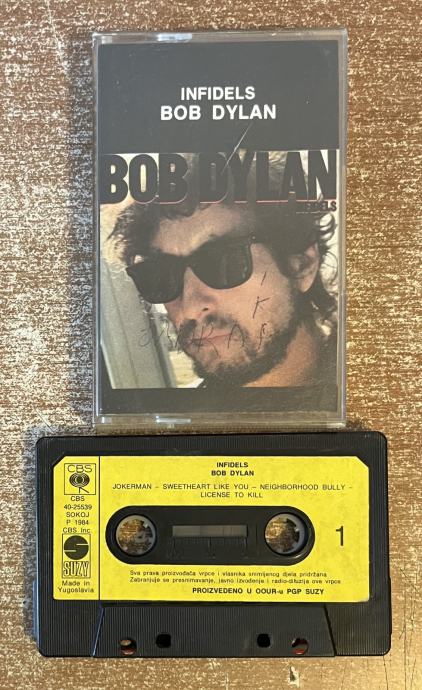 INFIDELS
BOB DYLAN
BOB DYLAN
INFIDELS
INFIDELS
BOB DYLAN
JOKERMAN – SWEETHEART LIKE YOU – NEIGHBORHOOD BULLY –
LICENSE TO KILL
CBS
CBS
40-25539
SOKOJ
P 1984
CBS Inc
S
SUZY
Made in
Yugoslavia
1
Sva prava proizvođača vrpce i vlasnika snimljenog djela pridržana
Zabranjuje se presnimavanje, javno izvođenje i radio-difuzija ove vrpce
PROIZVEDENO U OOUR-u PGP SUZY